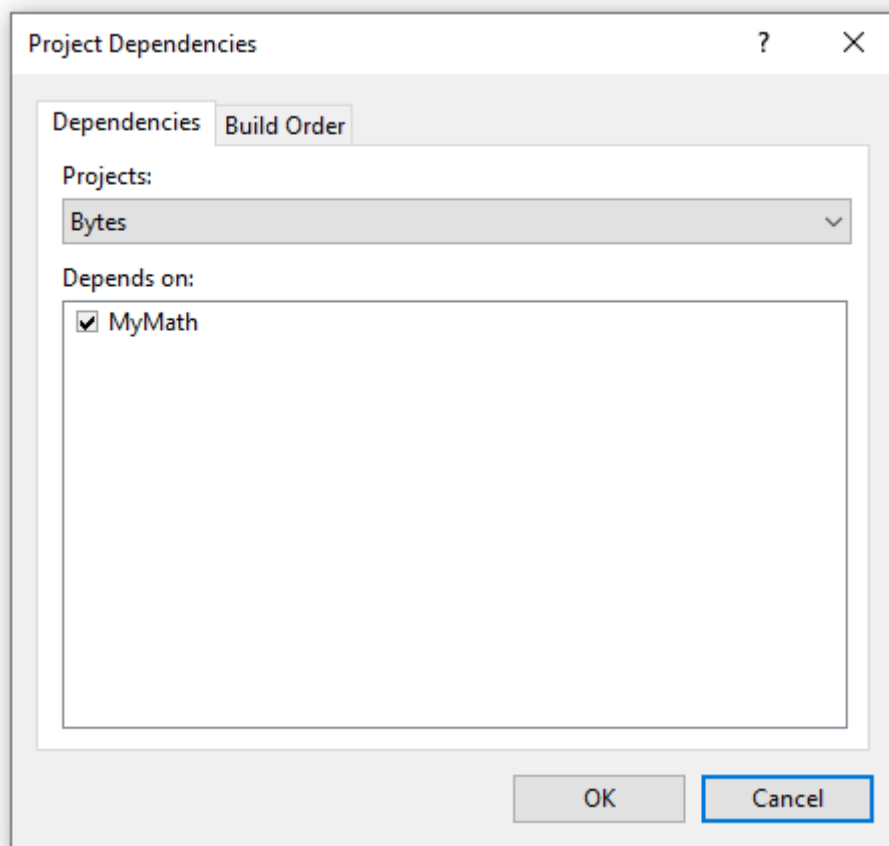 Project Dependencies ?
Dependencies Build Order
Projects:
Bytes
Depends on:
MyMath
OK Cancel